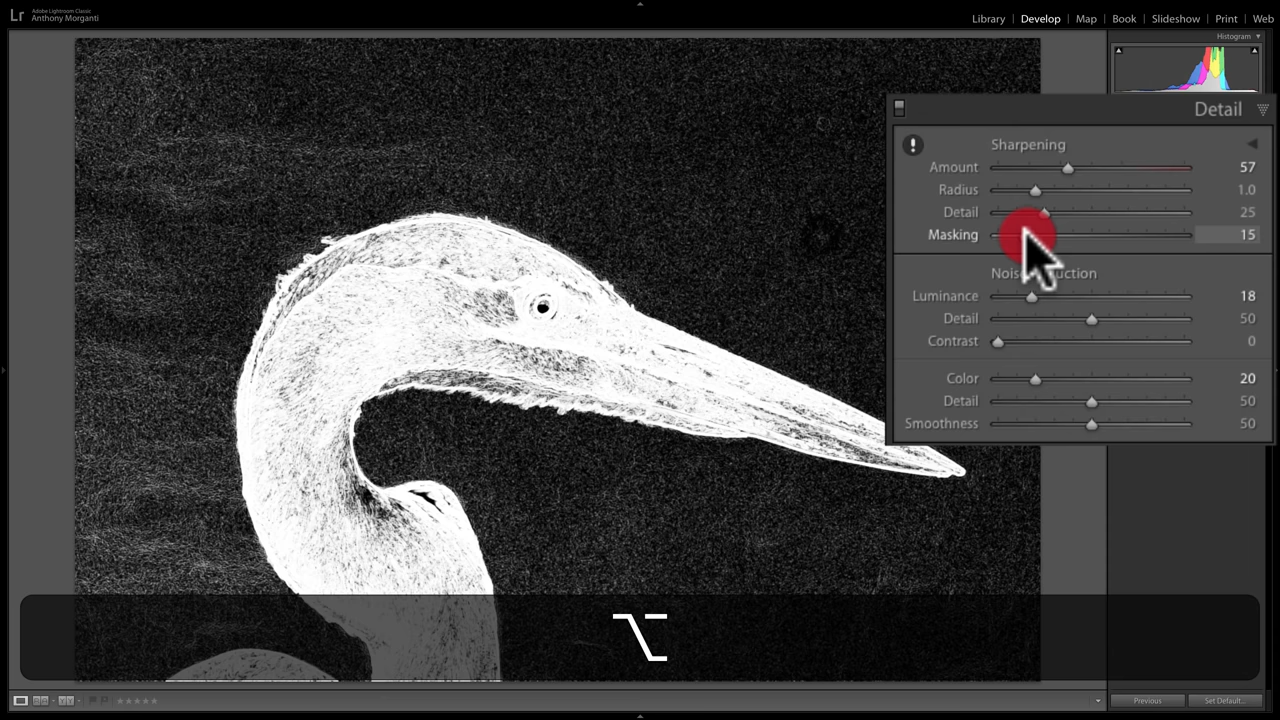 Lr
Adobe Lightroom Classic
Anthony Morganti
Library | Develop | Map | Book | Slideshow | Print | Web
Histogram
Detail
Sharpening
Amount 57
Radius 1.0
Detail 25
Masking 15
Luminance 18
Detail 50
Contrast 0
Color 20
Detail 50
Smoothness 50
⌥
Previous
Set Default...